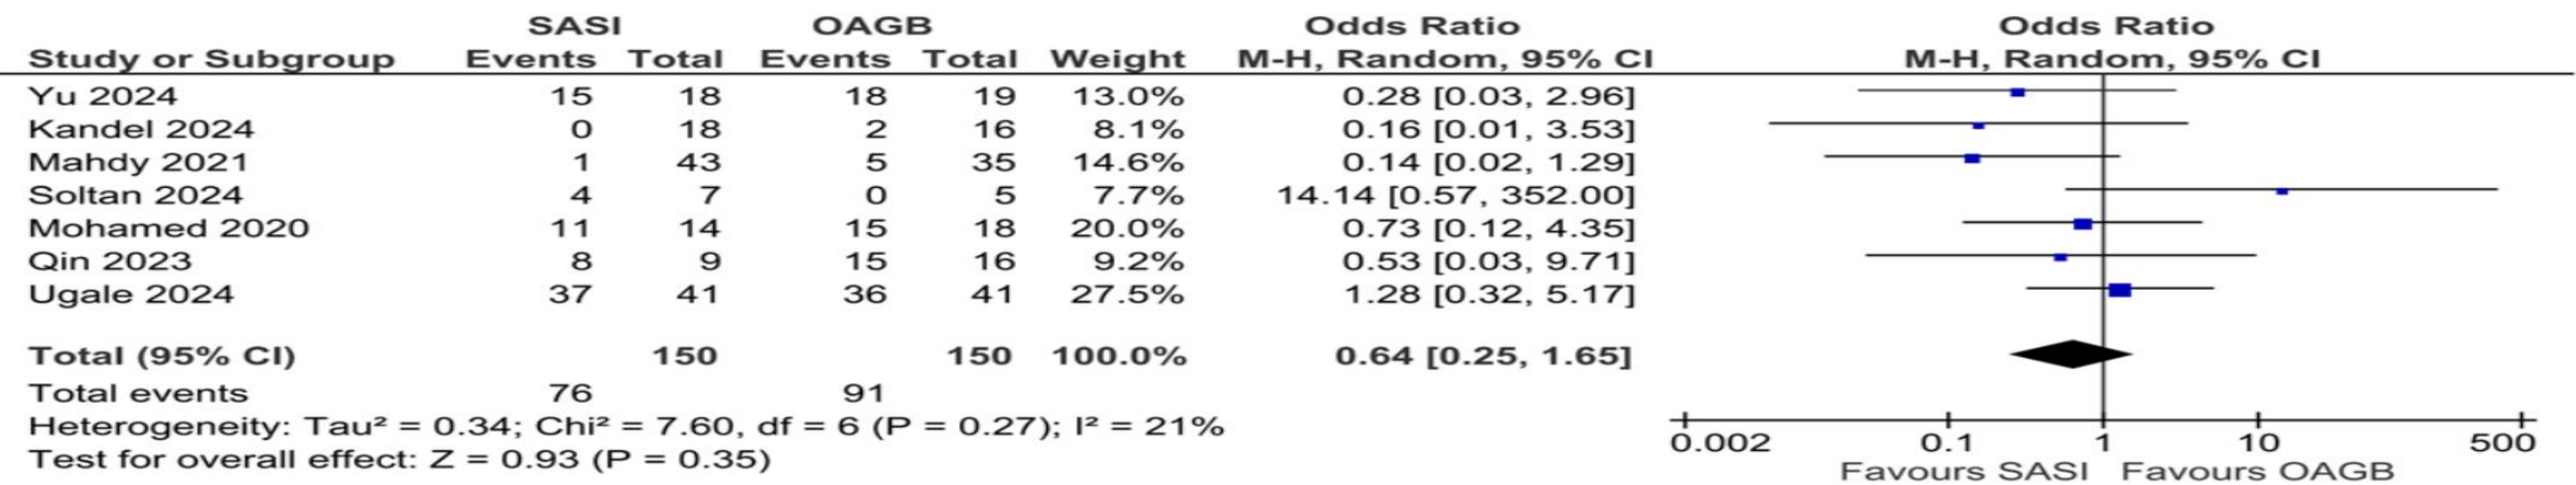 SASI OAGB Odds Ratio Odds Ratio
Study or Subgroup Events Total Events Total Weight M-H, Random, 95% CI M-H, Random, 95% CI
Yu 2024 15 18 18 19 13.0% 0.28 [0.03, 2.96]
Kandel 2024 0 18 2 16 8.1% 0.16 [0.01, 3.53]
Mahdy 2021 1 43 5 35 14.6% 0.14 [0.02, 1.29]
Soltan 2024 4 7 0 5 7.7% 14.14 [0.57, 352.00]
Mohamed 2020 11 14 15 18 20.0% 0.73 [0.12, 4.35]
Qin 2023 8 9 15 16 9.2% 0.53 [0.03, 9.71]
Ugale 2024 37 41 36 41 27.5% 1.28 [0.32, 5.17]
Total (95% CI) 150 150 100.0% 0.64 [0.25, 1.65]
Total events 76 91
Heterogeneity: Tau² = 0.34; Chi² = 7.60, df = 6 (P = 0.27); I² = 21%
Test for overall effect: Z = 0.93 (P = 0.35)
0.002 0.1 1 10 500
Favours SASI Favours OAGB